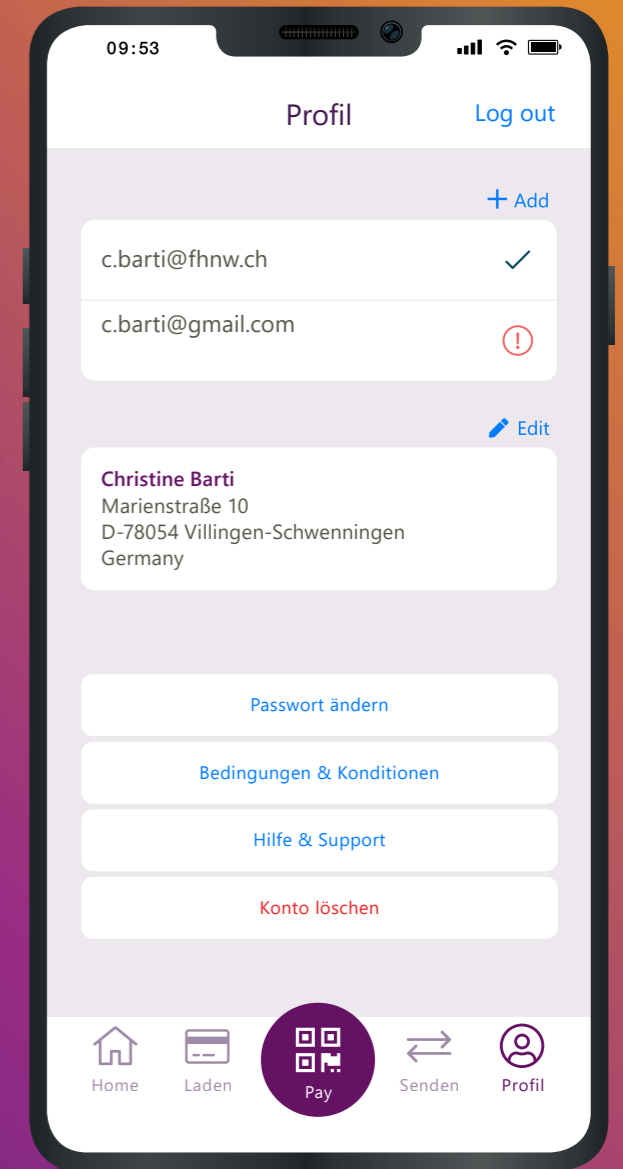 09:53
Profil
Log out
+ Add
c.barti@fhnw.ch
c.barti@gmail.com
Edit
Christine Barti
Marienstraße 10
D-78054 Villingen-Schwenningen
Germany
Passwort ändern
Bedingungen & Konditionen
Hilfe & Support
Konto löschen
Home
Laden
Pay
Senden
Profil